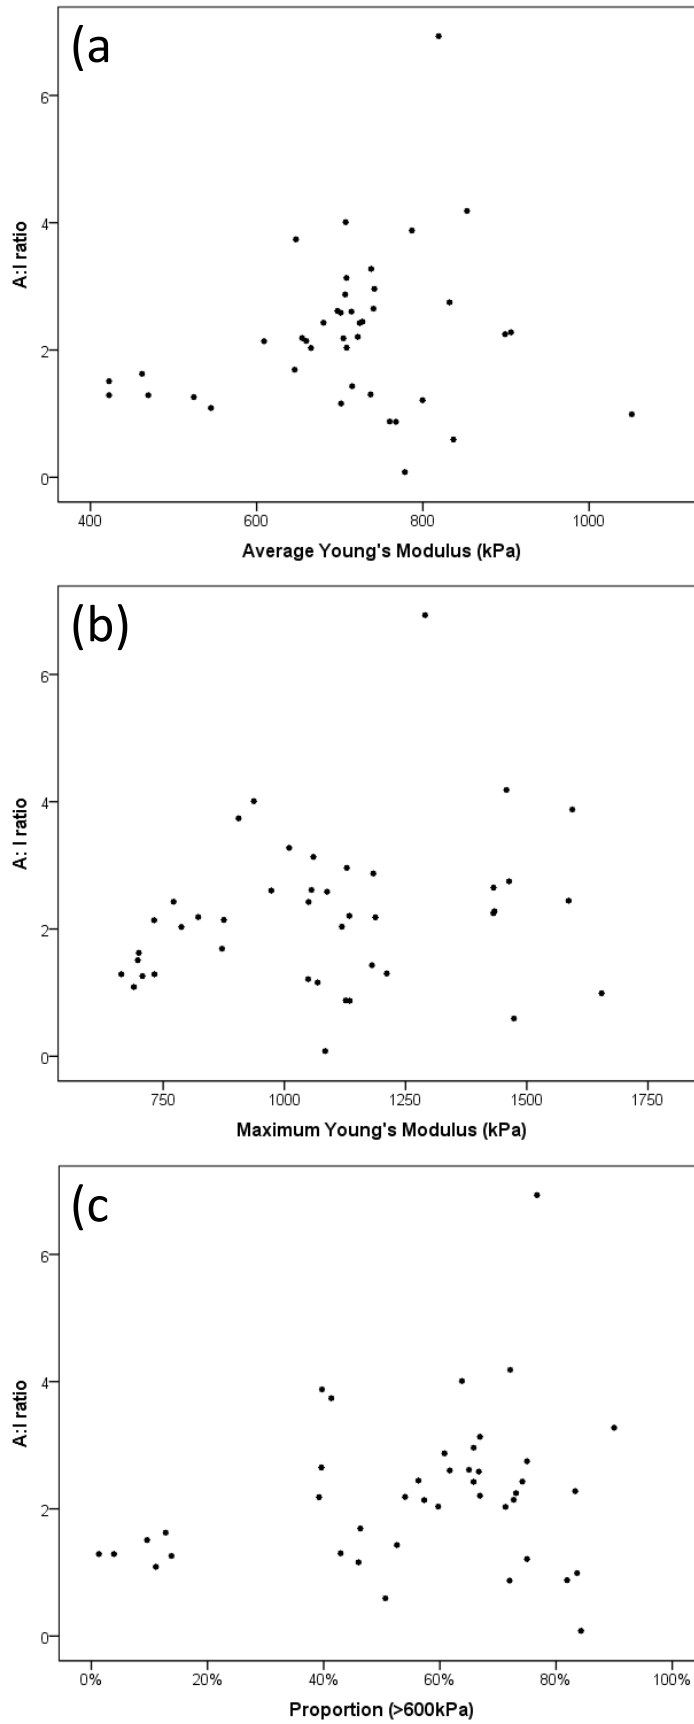 (a
6
4
A:I ratio
2
0
400 600 800 1000
Average Young's Modulus (kPa)
(b)
6
4
A: I ratio
2
0
750 1000 1250 1500 1750
Maximum Young's Modulus (kPa)
(c
6
4
A:I ratio
2
0
0% 20% 40% 60% 80% 100%
Proportion (>600kPa)